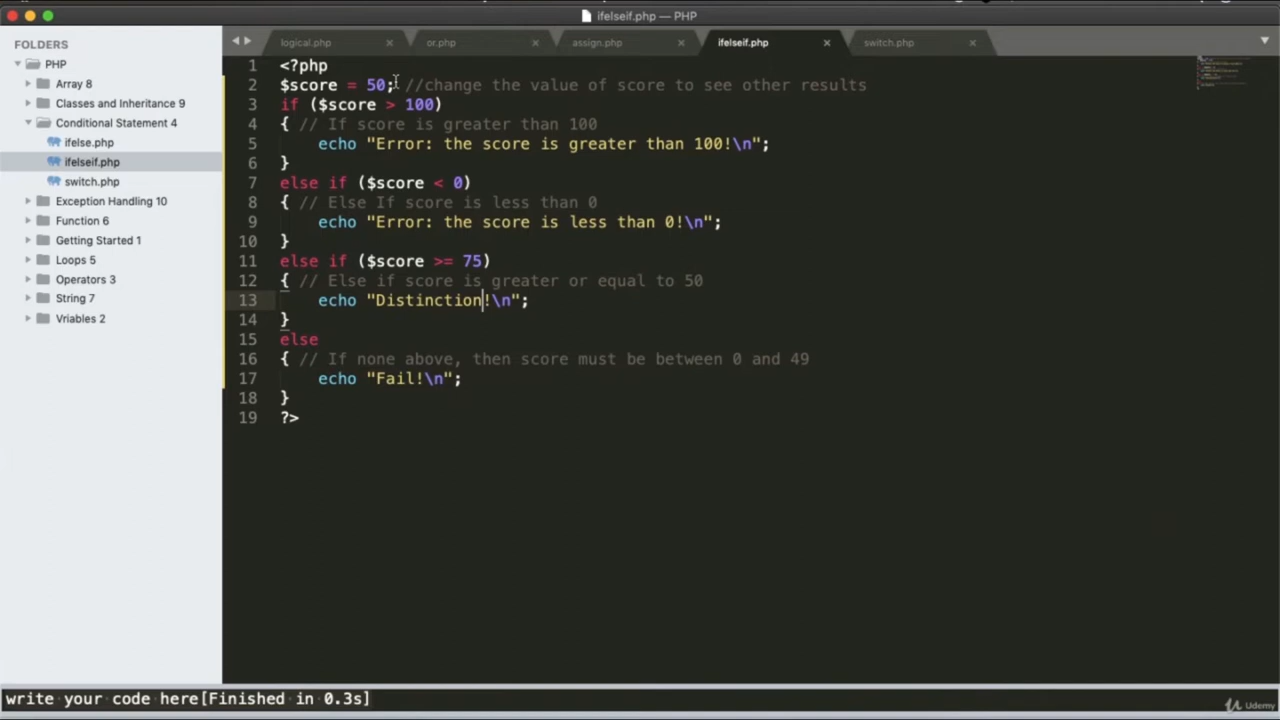 ifelseif.php — PHP
FOLDERS
PHP
Array 8
Classes and Inheritance 9
Conditional Statement 4
ifelse.php
ifelseif.php
switch.php
Exception Handling 10
Function 6
Getting Started 1
Loops 5
Operators 3
String 7
Vriables 2
logical.php
or.php
assign.php
ifelseif.php
switch.php
1 <?php
2 $score = 50; //change the value of score to see other results
3 if ($score > 100)
4 { // If score is greater than 100
5 echo "Error: the score is greater than 100!\n";
6 }
7 else if ($score < 0)
8 { // Else If score is less than 0
9 echo "Error: the score is less than 0!\n";
10 }
11 else if ($score >= 75)
12 { // Else if score is greater or equal to 50
13 echo "Distinction!\n";
14 }
15 else
16 { // If none above, then score must be between 0 and 49
17 echo "Fail!\n";
18 }
19 ?>
write your code here[Finished in 0.3s]
Udemy